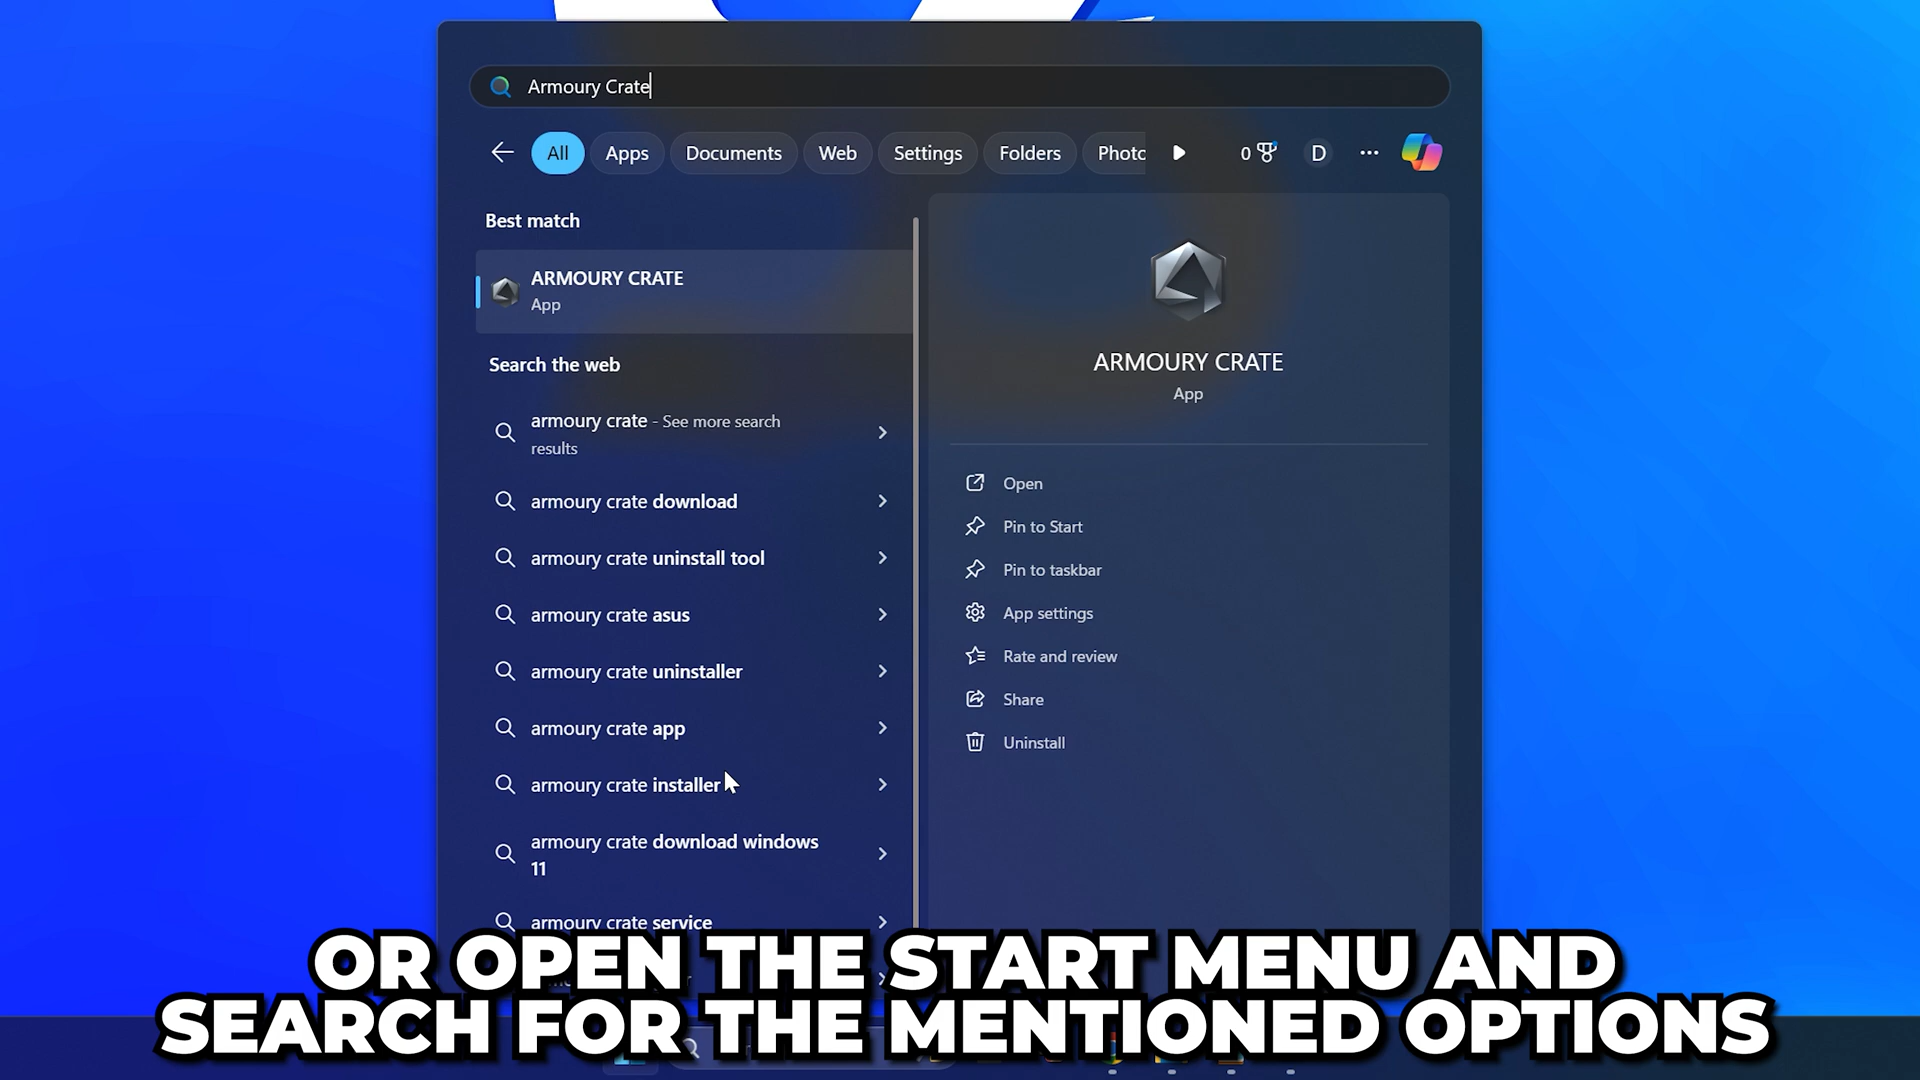 Armoury Crate
All
Apps
Documents
Web
Settings
Folders
Photo
0
D
Best match
ARMOURY CRATE
App
Search the web
armoury crate - See more search
results
armoury crate download
armoury crate uninstall tool
armoury crate asus
armoury crate uninstaller
armoury crate app
armoury crate installer
armoury crate download windows
11
armoury crate service
ARMOURY CRATE
App
Open
Pin to Start
Pin to taskbar
App settings
Rate and review
Share
Uninstall
OR OPEN THE START MENU AND
SEARCH FOR THE MENTIONED OPTIONS